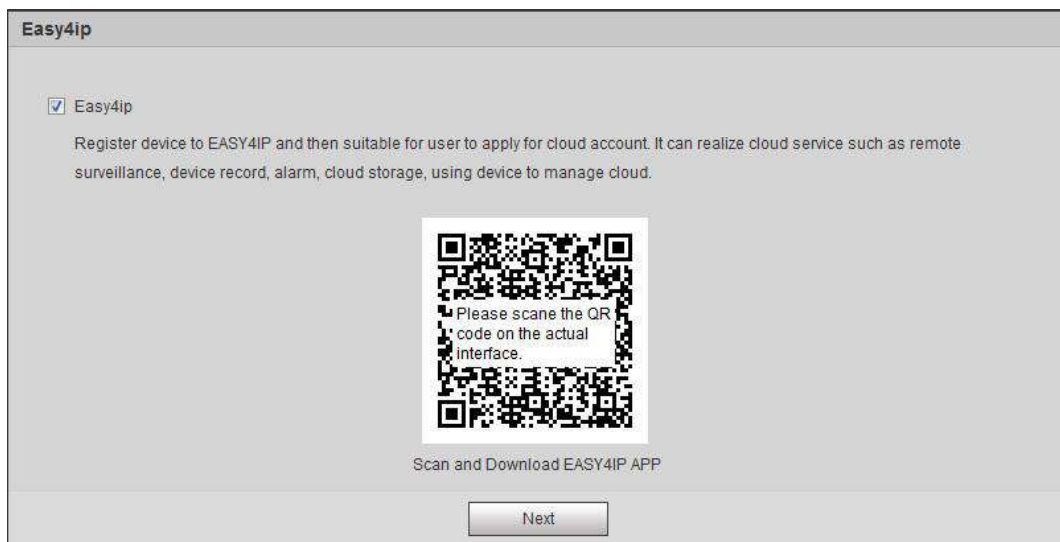 Easy4ip
Easy4ip
Register device to EASY4IP and then suitable for user to apply for cloud account. It can realize cloud service such as remote
surveillance, device record, alarm, cloud storage, using device to manage cloud.
Please scane the QR
code on the actual
interface.
Scan and Download EASY4IP APP
Next